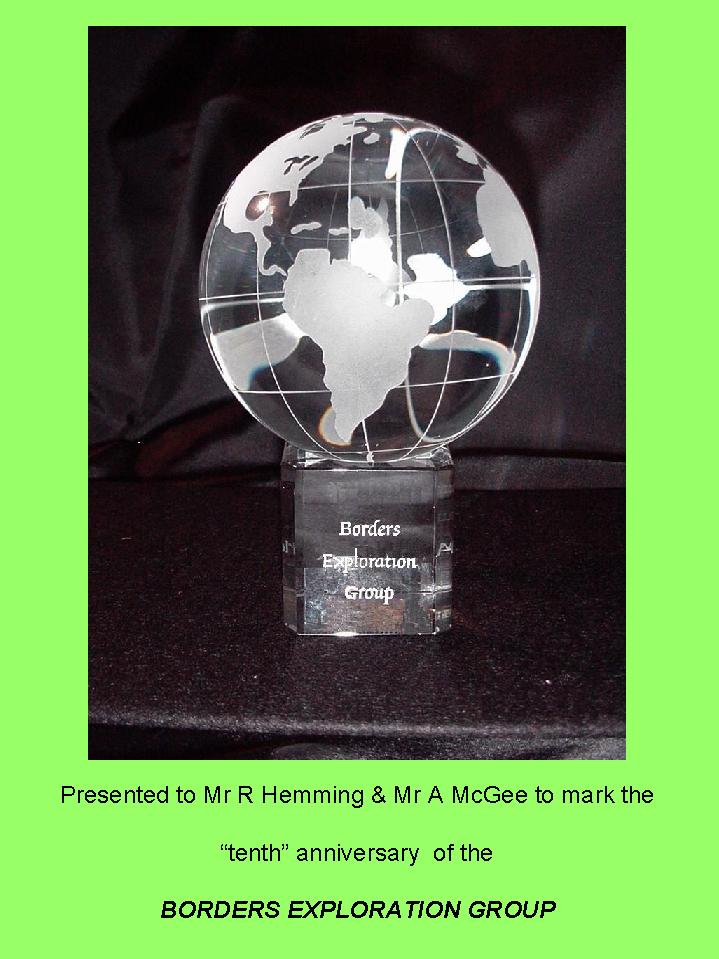 Borders
Exploration
Group
Presented to Mr R Hemming & Mr A McGee to mark the
“tenth” anniversary  of the
BORDERS EXPLORATION GROUP